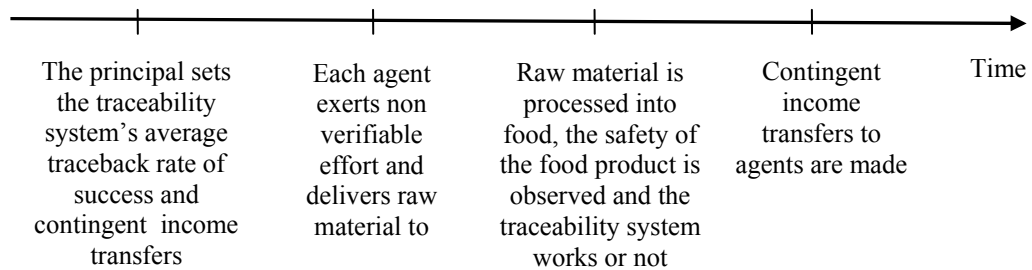 The principal sets
the traceability
system's average
traceback rate of
success and
contingent income
transfers
Each agent
exerts non
verifiable
effort and
delivers raw
material to
Raw material is
processed into
food, the safety of
the food product is
observed and the
traceability system
works or not
Contingent
income
transfers to
agents are made
Time